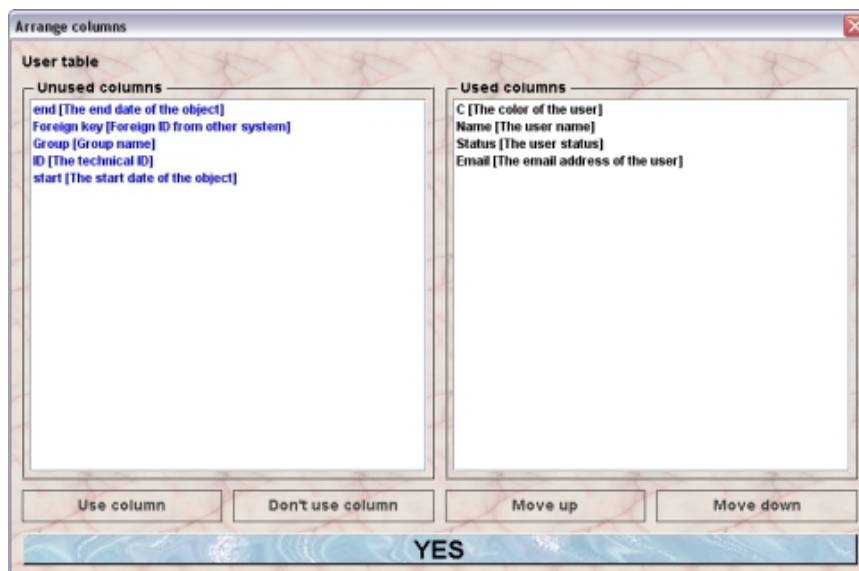 Arrange columns
User table
Unused columns
end [The end date of the object]
Foreign key [Foreign ID from other system]
Group [Group name]
ID [The technical ID]
start [The start date of the object]
Used columns
C [The color of the user]
Name [The user name]
Status [The user status]
Email [The email address of the user]
Use column
Don't use column
Move up
Move down
YES